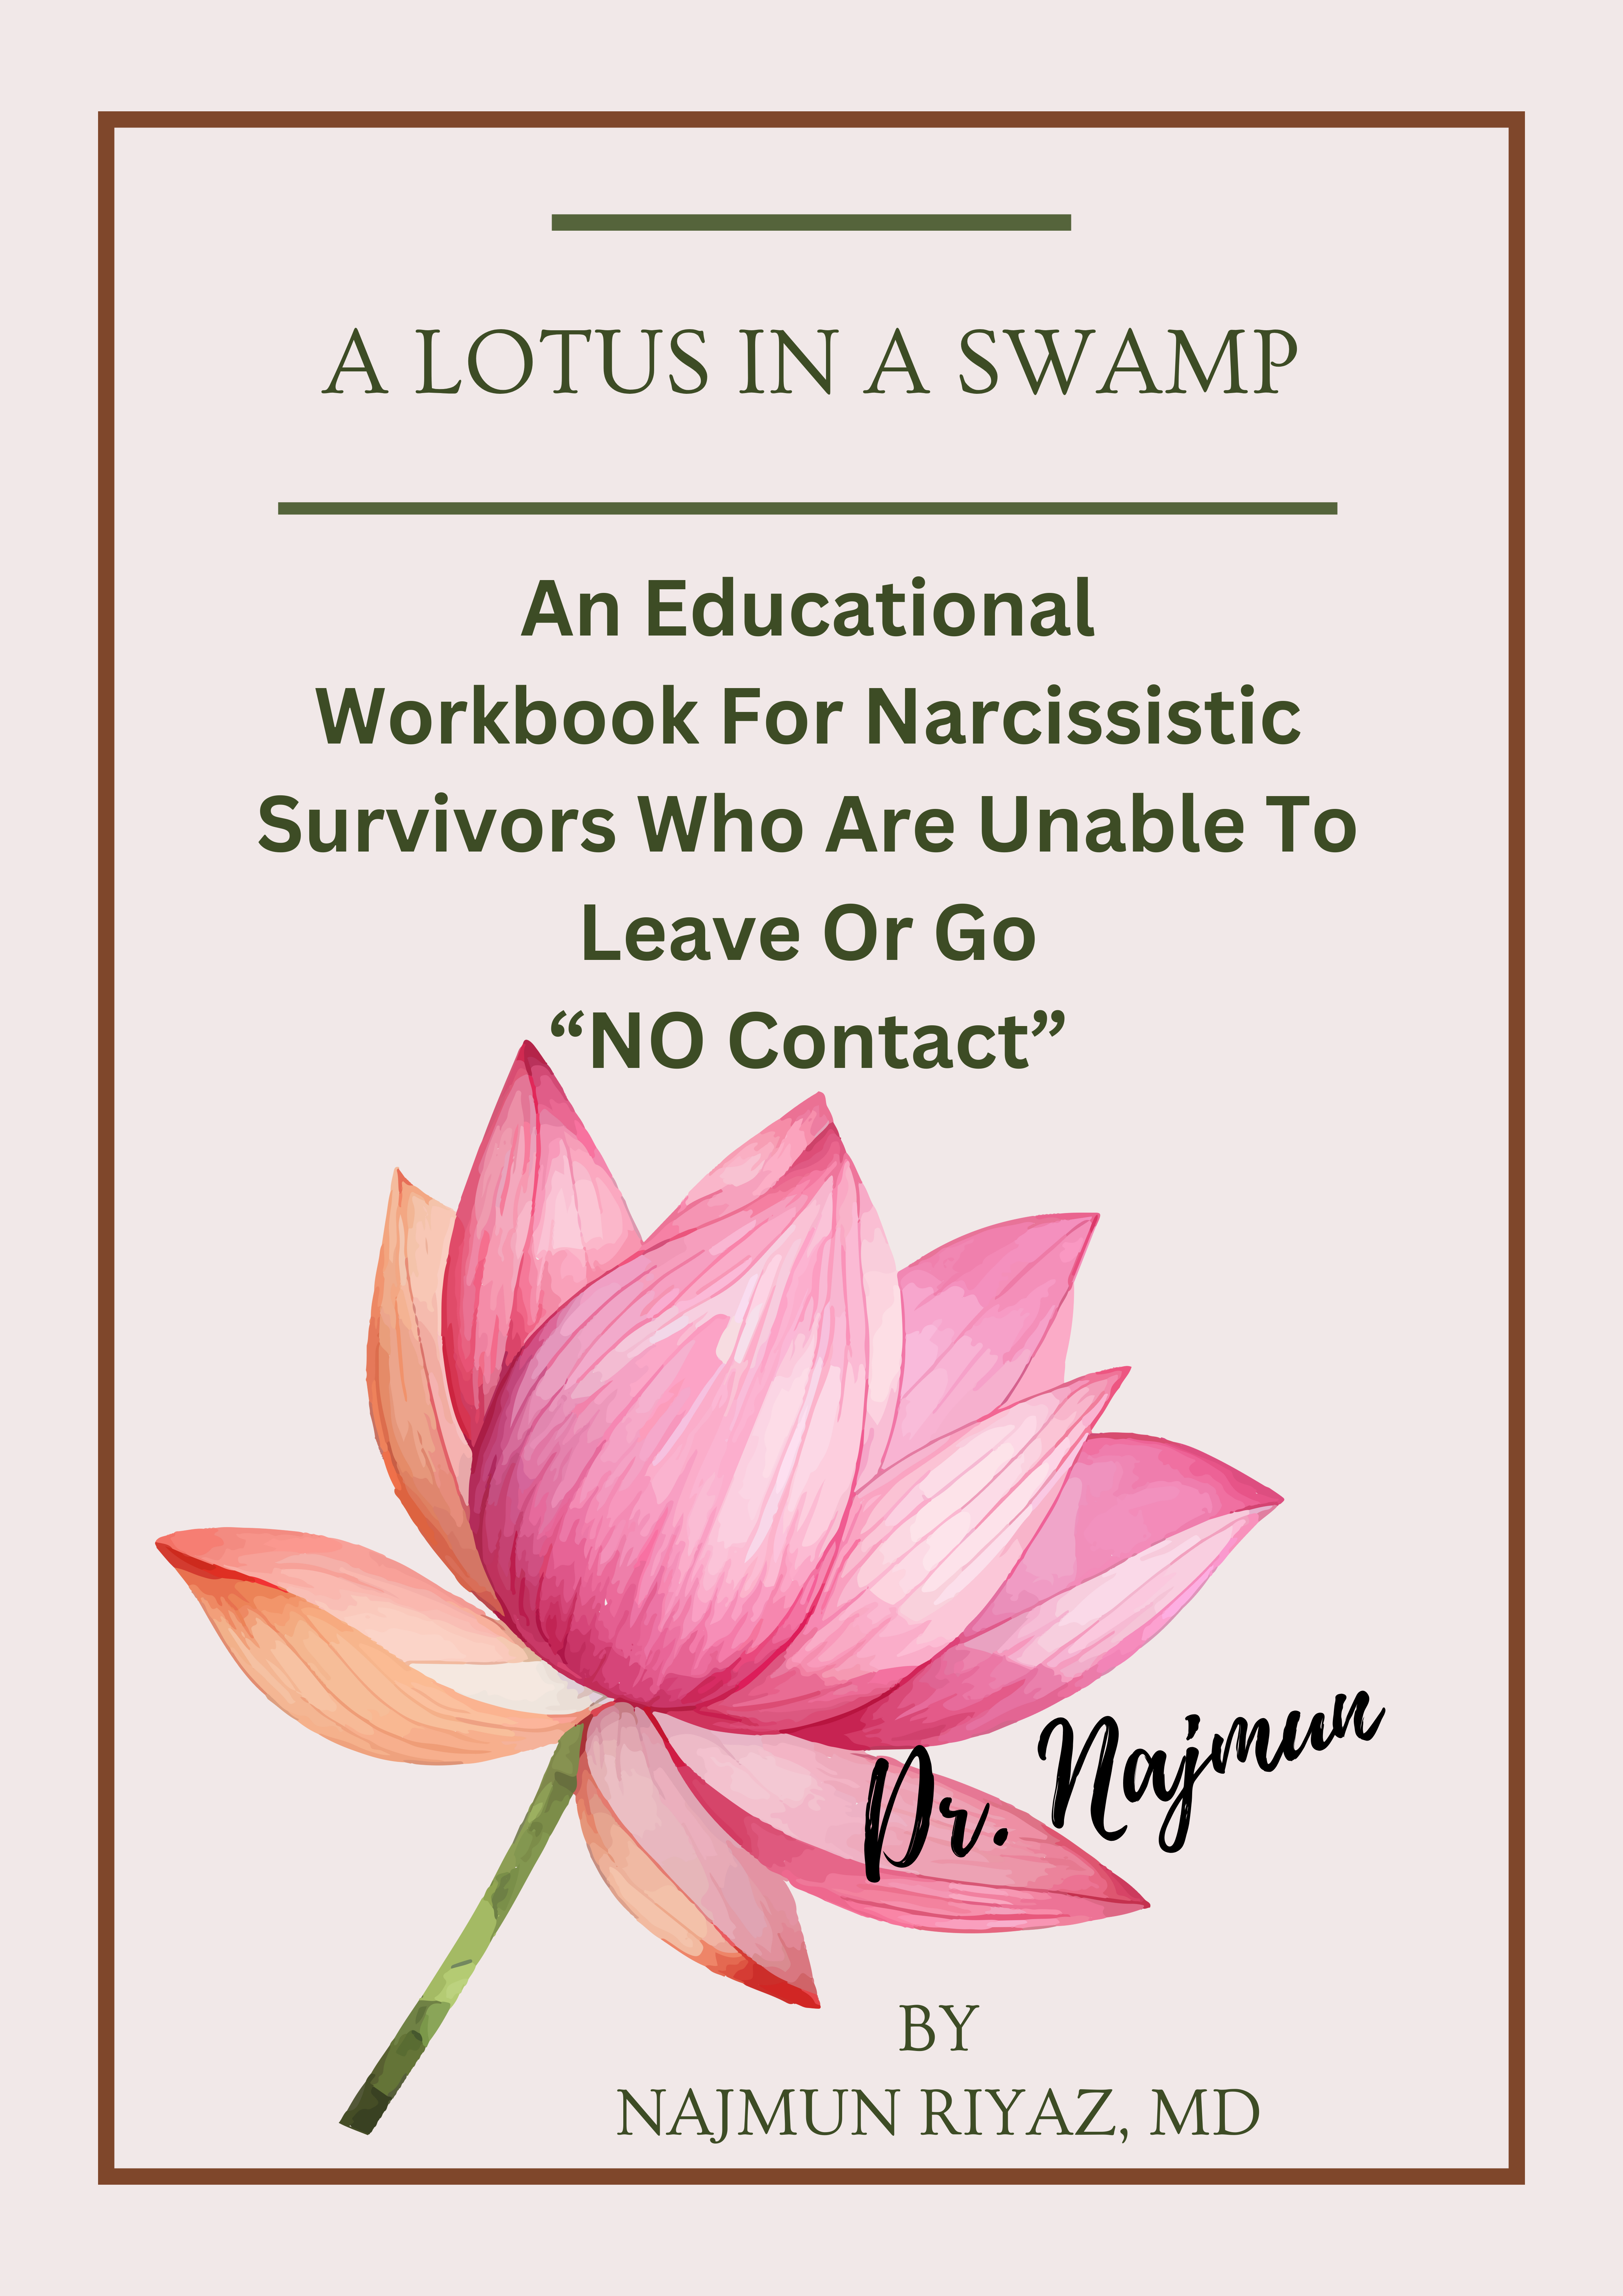 A LOTUS IN A SWAMP
An Educational
Workbook For Narcissistic
Survivors Who Are Unable To
Leave Or Go
“NO Contact”
Dr. Najmun
BY
NAJMUN RIYAZ, MD